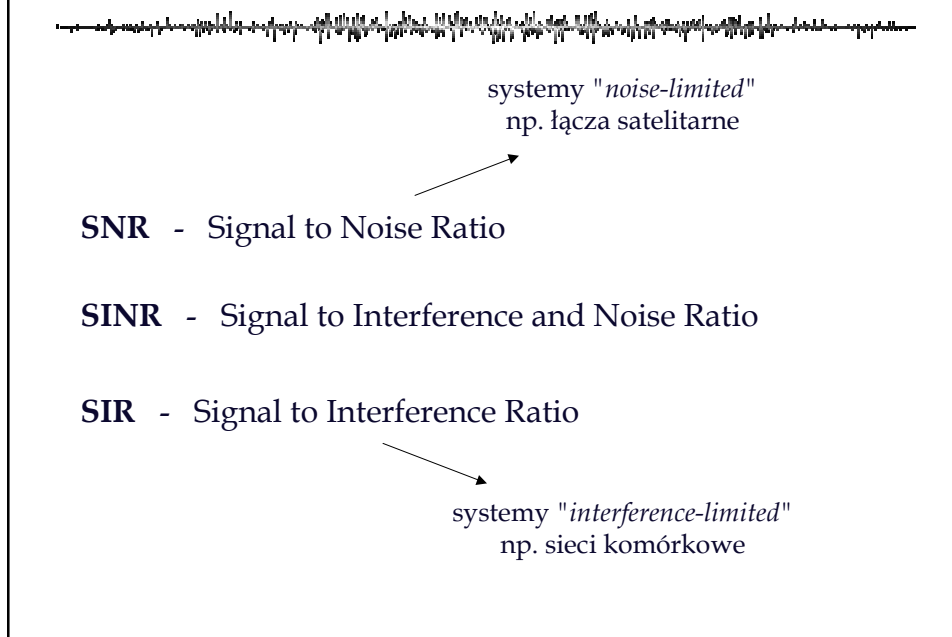 systemy "noise-limited"
np. łącza satelitarne
SNR - Signal to Noise Ratio
SINR - Signal to Interference and Noise Ratio
SIR - Signal to Interference Ratio
systemy "interference-limited"
np. sieci komórkowe